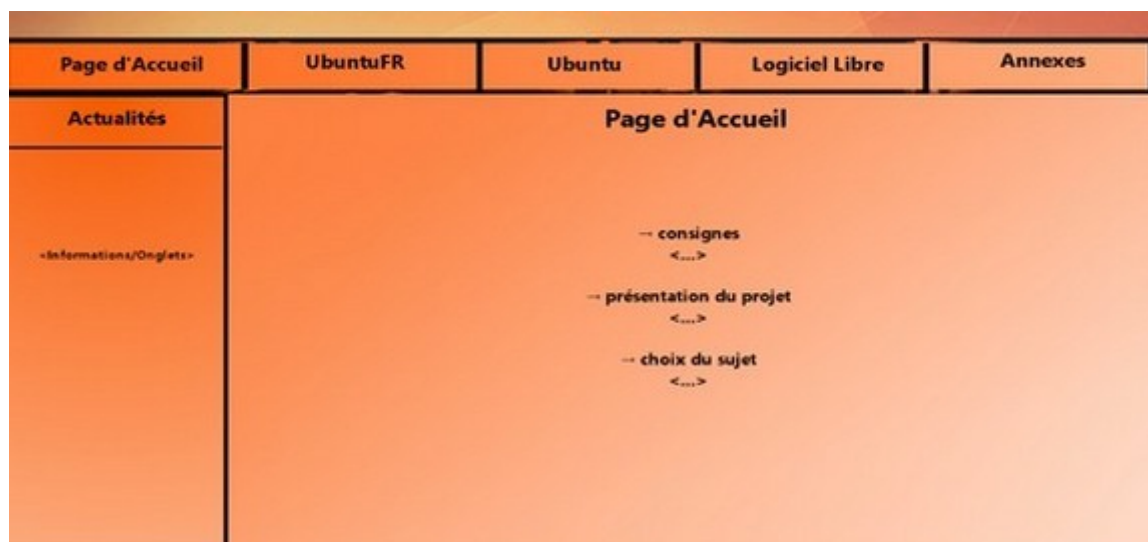 Page d'Accueil UbuntuFR Ubuntu Logiciel Libre Annexes
Actualités
Page d'Accueil
<Informations/Onglets>
→ consignes
<...>
→ présentation du projet
<...>
→ choix du sujet
<...>